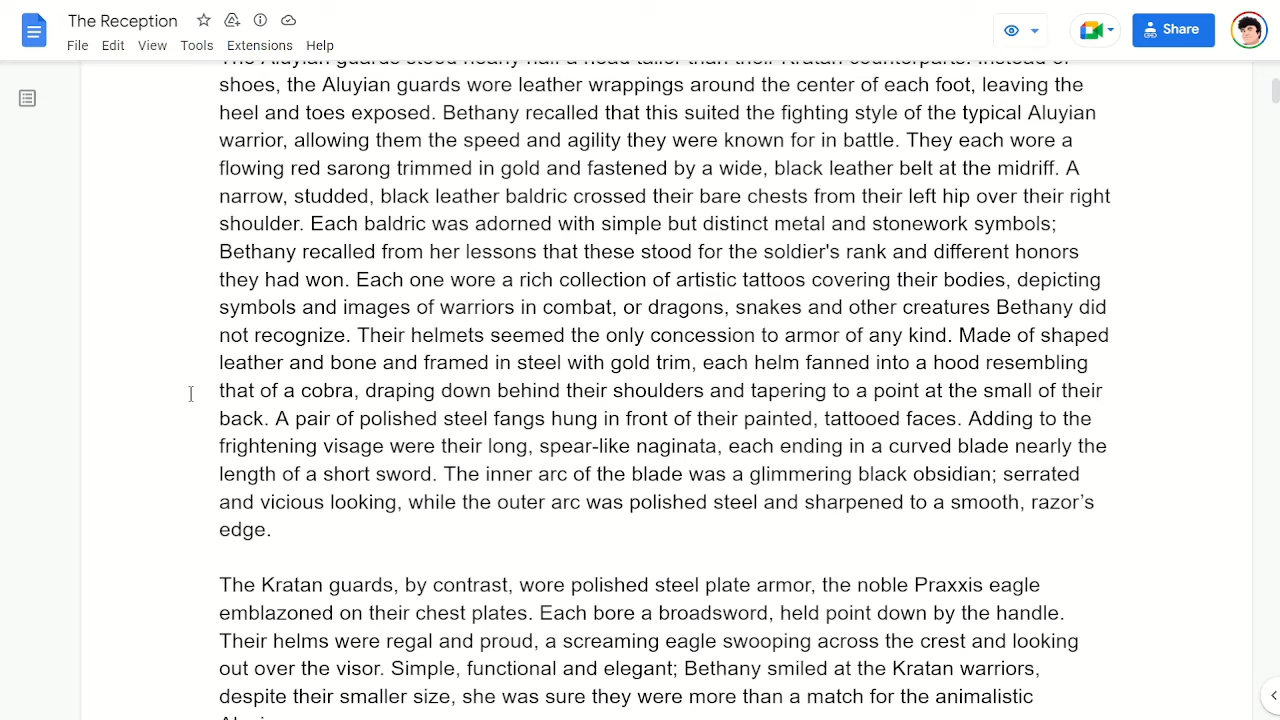 The Reception
File Edit View Tools Extensions Help
Share
The Aluyian guards stood nearly half a head taller than their Kratan counterparts. Instead of
shoes, the Aluyian guards wore leather wrappings around the center of each foot, leaving the
heel and toes exposed. Bethany recalled that this suited the fighting style of the typical Aluyian
warrior, allowing them the speed and agility they were known for in battle. They each wore a
flowing red sarong trimmed in gold and fastened by a wide, black leather belt at the midriff. A
narrow, studded, black leather baldric crossed their bare chests from their left hip over their right
shoulder. Each baldric was adorned with simple but distinct metal and stonework symbols;
Bethany recalled from her lessons that these stood for the soldier's rank and different honors
they had won. Each one wore a rich collection of artistic tattoos covering their bodies, depicting
symbols and images of warriors in combat, or dragons, snakes and other creatures Bethany did
not recognize. Their helmets seemed the only concession to armor of any kind. Made of shaped
leather and bone and framed in steel with gold trim, each helm fanned into a hood resembling
that of a cobra, draping down behind their shoulders and tapering to a point at the small of their
back. A pair of polished steel fangs hung in front of their painted, tattooed faces. Adding to the
frightening visage were their long, spear-like naginata, each ending in a curved blade nearly the
length of a short sword. The inner arc of the blade was a glimmering black obsidian; serrated
and vicious looking, while the outer arc was polished steel and sharpened to a smooth, razor’s
edge.
The Kratan guards, by contrast, wore polished steel plate armor, the noble Praxxis eagle
emblazoned on their chest plates. Each bore a broadsword, held point down by the handle.
Their helms were regal and proud, a screaming eagle swooping across the crest and looking
out over the visor. Simple, functional and elegant; Bethany smiled at the Kratan warriors,
despite their smaller size, she was sure they were more than a match for the animalistic